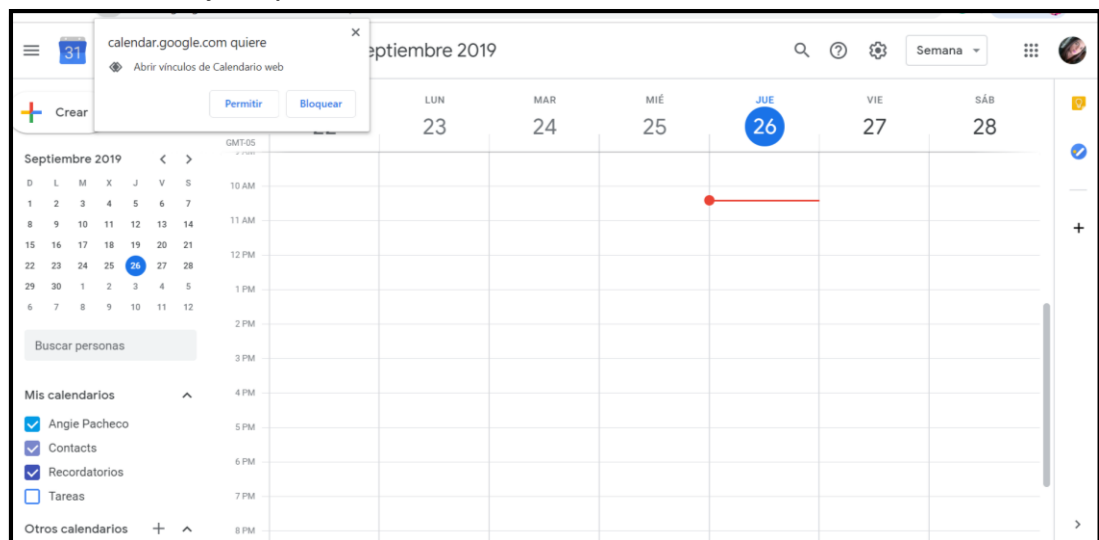 calendar.google.com quiere
Abrir vínculos de Calendario web
Permitir Bloquear
31
eptiembre 2019
Semana
Crear
LUN MAR MIÉ JUE VIE SÁB
23 24 25 26 27 28
GMT-05
Septiembre 2019
D L M X J V S
1 2 3 4 5 6 7
8 9 10 11 12 13 14
15 16 17 18 19 20 21
22 23 24 25 26 27 28
29 30 1 2 3 4 5
6 7 8 9 10 11 12
Buscar personas
Mis calendarios
Angie Pacheco
Contacts
Recordatorios
Tareas
Otros calendarios
10 AM
11 AM
12 PM
1 PM
2 PM
3 PM
4 PM
5 PM
6 PM
7 PM
8 PM